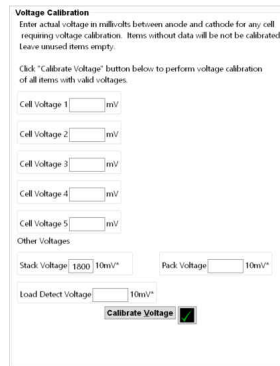 Voltage Calibration
Enter actual voltage in millivolts between anode and cathode for any cell
requiring voltage calibration. Items without data will be not be calibrated
Leave unused items empty.
Click "Calibrate Voltage" button below to perform voltage calibration
of all items with valid voltages.
Cell Voltage 1 mV
Cell Voltage 2 mV
Cell Voltage 3 mV
Cell Voltage 4 mV
Cell Voltage 5 mV
Other Voltages
Stack Voltage 1800 10mV* Pack Voltage 10mV*
Load Detect Voltage 10mV*
Calibrate Voltage